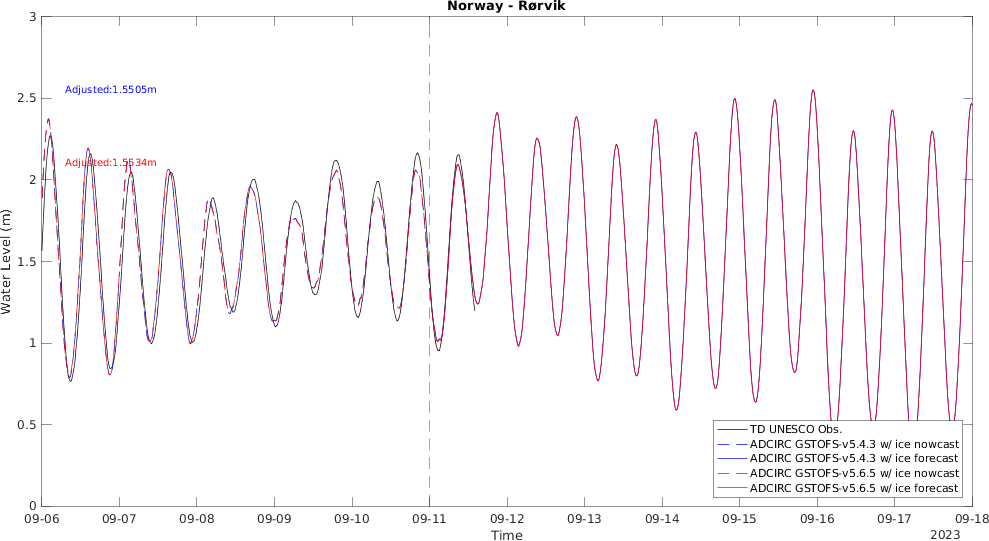 Norway - Rørvik
3
2.5
2
1.5
1
0.5
0
Water Level (m)
Adjusted:1.5505m
Adjusted:1.5534m
TD UNESCO Obs.
ADCIRC GSTOFS-v5.4.3 w/ ice nowcast
ADCIRC GSTOFS-v5.4.3 w/ ice forecast
ADCIRC GSTOFS-v5.6.5 w/ ice nowcast
ADCIRC GSTOFS-v5.6.5 w/ ice forecast
09-06 09-07 09-08 09-09 09-10 09-11 09-12 09-13 09-14 09-15 09-16 09-17 09-18
Time
2023